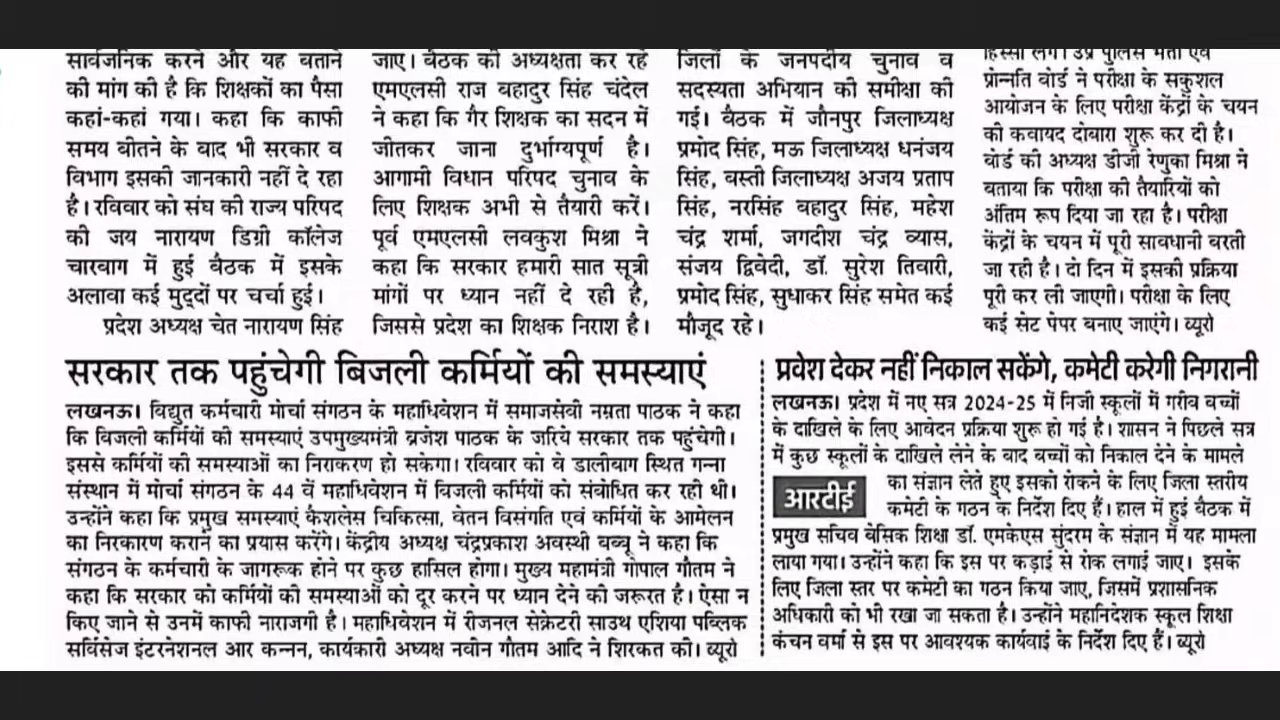 सार्वजनिक करने और यह बताने
की मांग की है कि शिक्षकों का पैसा
कहां-कहां गया। कहा कि काफी
समय बीतने के बाद भी सरकार व
विभाग इसकी जानकारी नहीं दे रहा
है। रविवार को संघ की राज्य परिषद
की जय नारायण डिग्री कॉलेज
चारबाग में हुई बैठक में इसके
अलावा कई मुद्दों पर चर्चा हुई।
प्रदेश अध्यक्ष चेत नारायण सिंह
जाए। बैठक की अध्यक्षता कर रहे
एमएलसी राज बहादुर सिंह चंदेल
ने कहा कि गैर शिक्षक का सदन में
जीतकर जाना दुर्भाग्यपूर्ण है।
आगामी विधान परिषद चुनाव के
लिए शिक्षक अभी से तैयारी करें।
पूर्व एमएलसी लवकुश मिश्रा ने
कहा कि सरकार हमारी सात सूत्री
मांगों पर ध्यान नहीं दे रही है,
जिससे प्रदेश का शिक्षक निराश है।
जिलों के जनपदीय चुनाव व
सदस्यता अभियान की समीक्षा की
गई। बैठक में जौनपुर जिलाध्यक्ष
प्रमोद सिंह, मऊ जिलाध्यक्ष धनंजय
सिंह, बस्ती जिलाध्यक्ष अजय प्रताप
सिंह, नरसिंह बहादुर सिंह, महेश
चंद्र शर्मा, जगदीश चंद्र व्यास,
संजय द्विवेदी, डॉ. सुरेश तिवारी,
प्रमोद सिंह, सुधाकर सिंह समेत कई
मौजूद रहे।
हिस्सा लेंगे। उप्र पुलिस भर्ती एवं
प्रोन्नति बोर्ड ने परीक्षा के सकुशल
आयोजन के लिए परीक्षा केंद्रों के चयन
की कवायद दोबारा शुरू कर दी है।
बोर्ड की अध्यक्ष डीजी रेणुका मिश्रा ने
बताया कि परीक्षा की तैयारियों को
अंतिम रूप दिया जा रहा है। परीक्षा
केंद्रों के चयन में पूरी सावधानी बरती
जा रही है। दो दिन में इसकी प्रक्रिया
पूरी कर ली जाएगी। परीक्षा के लिए
कई सेट पेपर बनाए जाएंगे। ब्यूरो
सरकार तक पहुंचेगी बिजली कर्मियों की समस्याएं
लखनऊ। विद्युत कर्मचारी मोर्चा संगठन के महाधिवेशन में समाजसेवी नम्रता पाठक ने कहा
कि बिजली कर्मियों की समस्याएं उपमुख्यमंत्री ब्रजेश पाठक के जरिये सरकार तक पहुंचेगी।
इससे कर्मियों की समस्याओं का निराकरण हो सकेगा। रविवार को वे डालीबाग स्थित गन्ना
संस्थान में मोर्चा संगठन के 44 वें महाधिवेशन में बिजली कर्मियों को संबोधित कर रही थी।
उन्होंने कहा कि प्रमुख समस्याएं कैशलेस चिकित्सा, वेतन विसंगति एवं कर्मियों के आमेलन
का निरकारण कराने का प्रयास करेंगे। केंद्रीय अध्यक्ष चंद्रप्रकाश अवस्थी बब्बू ने कहा कि
संगठन के कर्मचारी के जागरूक होने पर कुछ हासिल होगा। मुख्य महामंत्री गोपाल गौतम ने
कहा कि सरकार को कर्मियों की समस्याओं को दूर करने पर ध्यान देने की जरूरत है। ऐसा न
किए जाने से उनमें काफी नाराजगी है। महाधिवेशन में रीजनल सेक्रेटरी साउथ एशिया पब्लिक
सर्विसेज इंटरनेशनल आर कन्नन, कार्यकारी अध्यक्ष नवीन गौतम आदि ने शिरकत की। ब्यूरो
प्रवेश देकर नहीं निकाल सकेंगे, कमेटी करेगी निगरानी
लखनऊ। प्रदेश में नए सत्र 2024-25 में निजी स्कूलों में गरीब बच्चों
के दाखिले के लिए आवेदन प्रक्रिया शुरू हो गई है। शासन ने पिछले सत्र
में कुछ स्कूलों के दाखिले लेने के बाद बच्चों को निकाल देने के मामले
का संज्ञान लेते हुए इसको रोकने के लिए जिला स्तरीय
आरटीई
कमेटी के गठन के निर्देश दिए हैं। हाल में हुई बैठक में
प्रमुख सचिव बेसिक शिक्षा डॉ. एमकेएस सुंदरम के संज्ञान में यह मामला
लाया गया। उन्होंने कहा कि इस पर कड़ाई से रोक लगाई जाए। इसके
लिए जिला स्तर पर कमेटी का गठन किया जाए, जिसमें प्रशासनिक
अधिकारी को भी रखा जा सकता है। उन्होंने महानिदेशक स्कूल शिक्षा
कंचन वर्मा से इस पर आवश्यक कार्यवाई के निर्देश दिए हैं। ब्यूरो